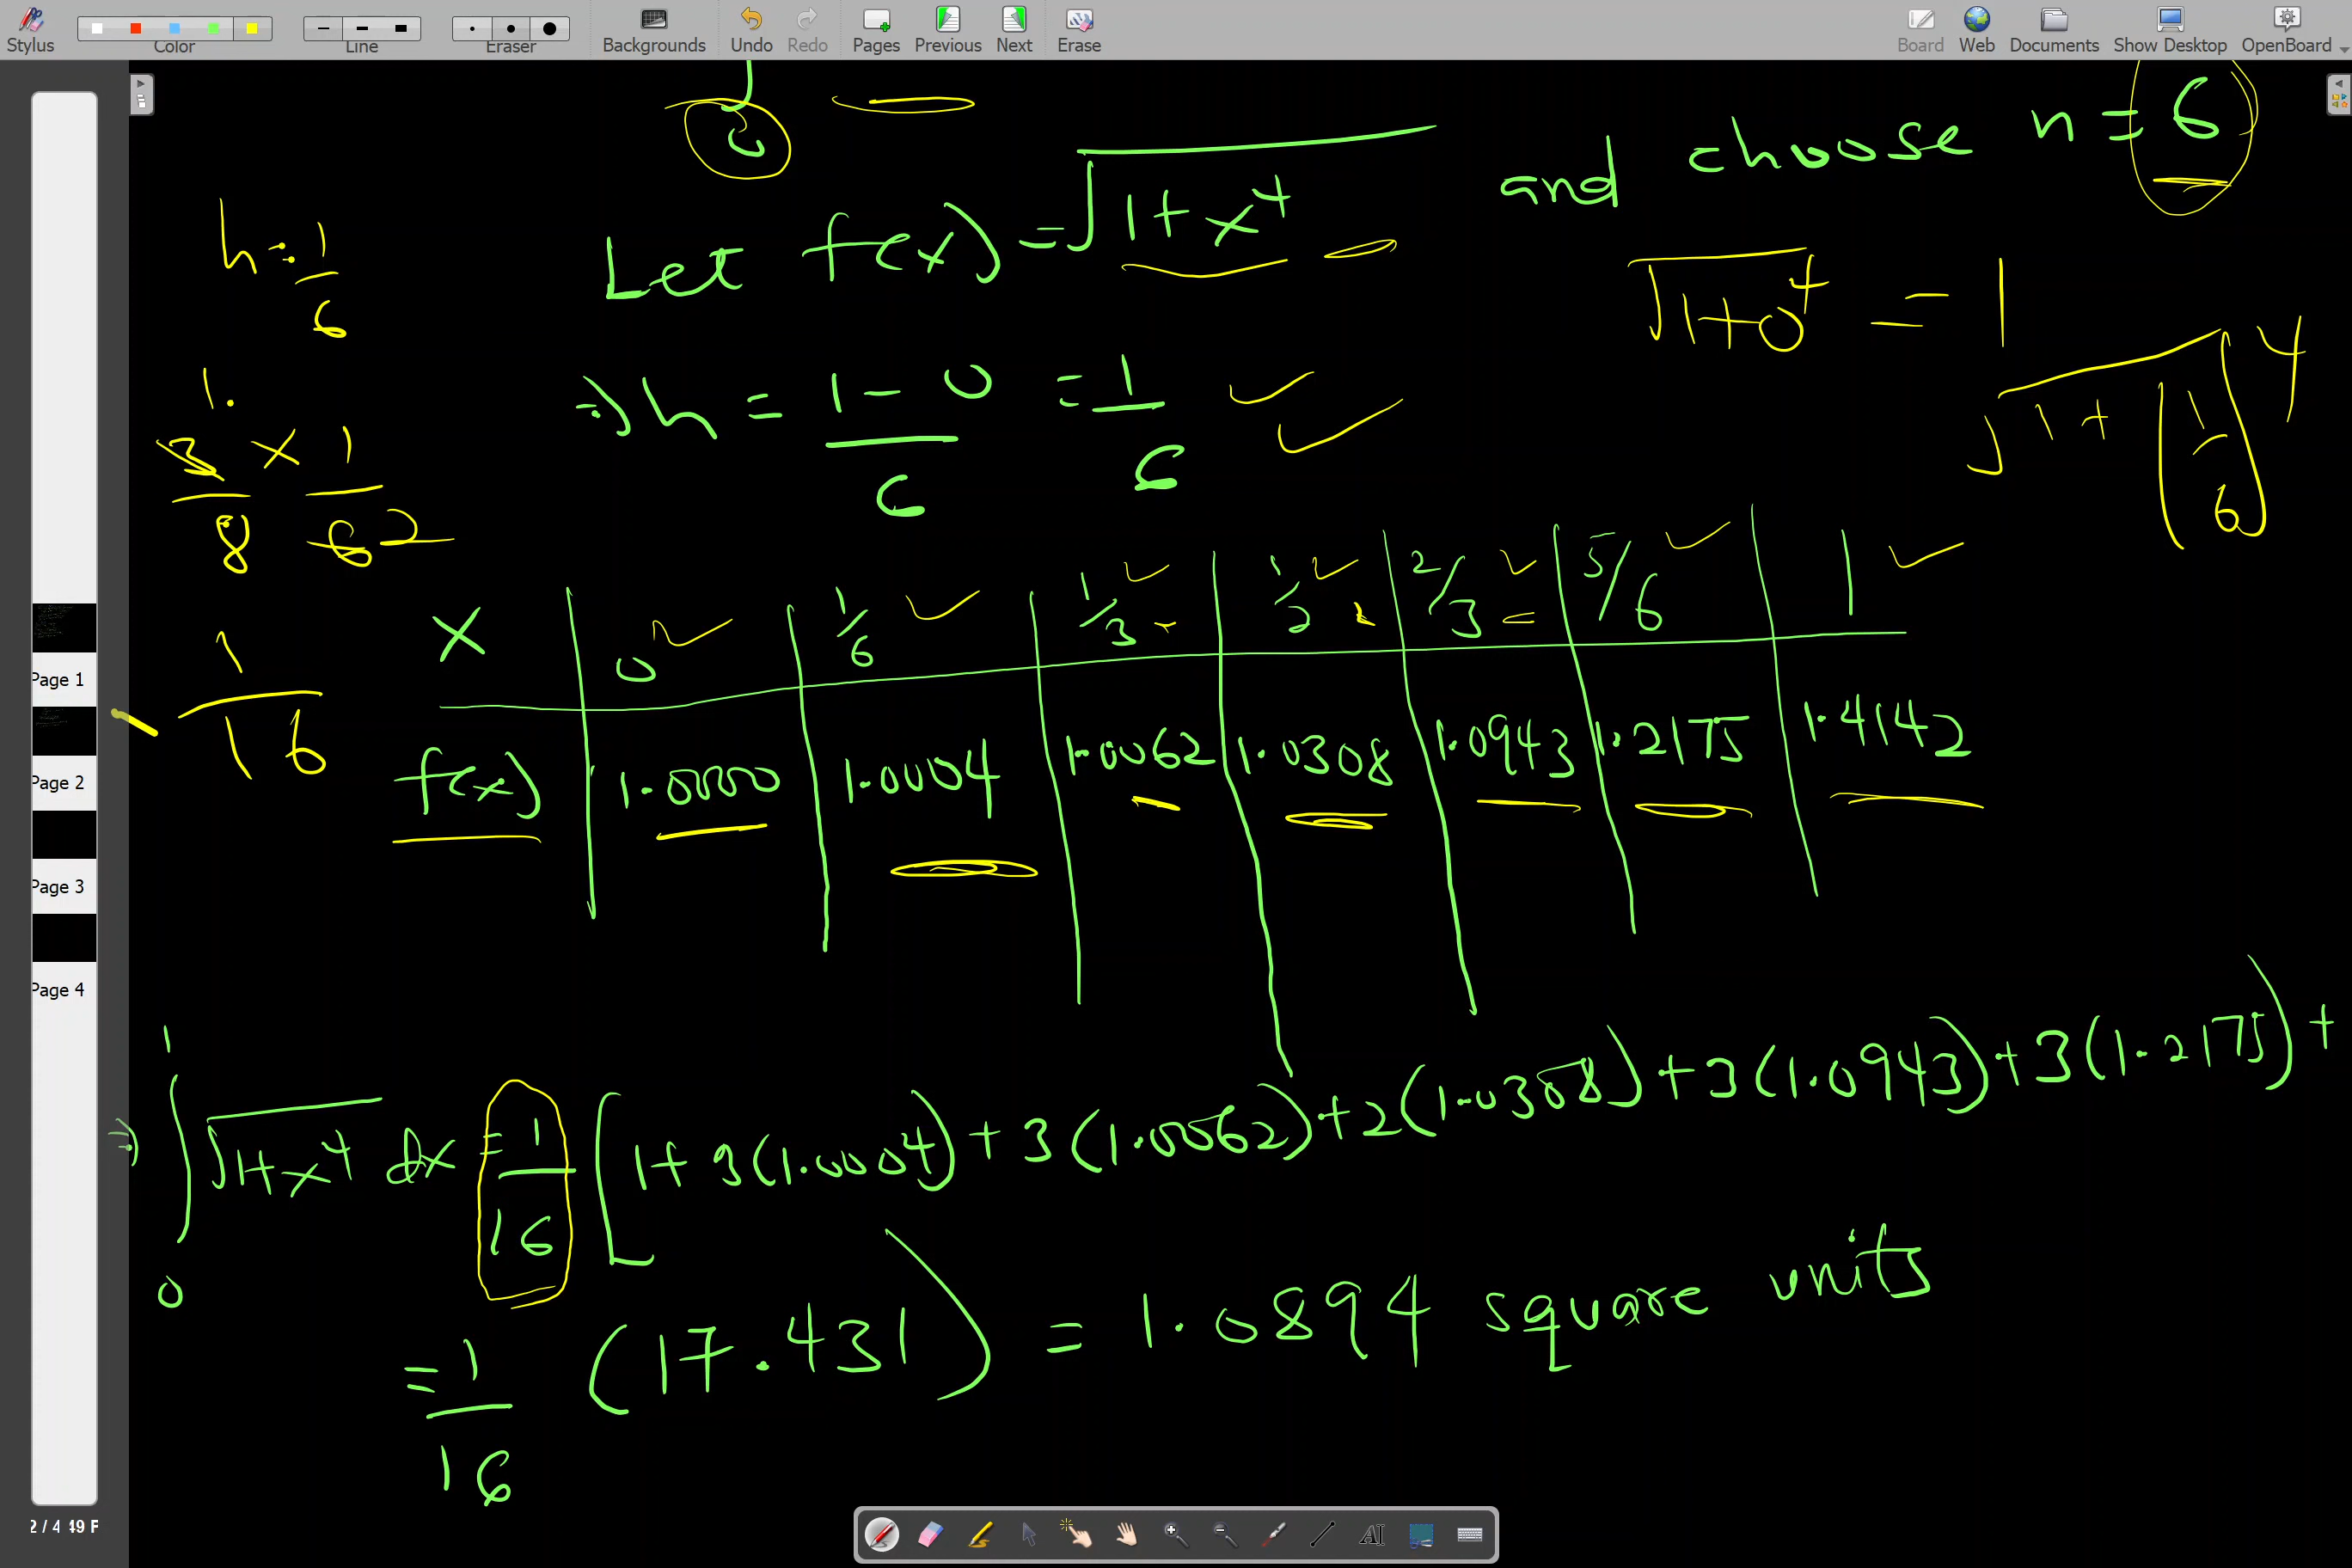 Stylus Color Line Eraser Backgrounds Undo Redo Pages Previous Next Erase Board Web Documents Show Desktop OpenBoard
0
and choose n = 6
Let f(x) = √1+x⁴
h = 1/6
√1+0⁴ = 1
⇒ h = 1-0/6 = 1/6
√1+(1/6)⁴
1
3/8 × 1/6 2
1/16
x 0 1/6 1/3 1/2 2/3 5/6 1
f(x) 1.0000 1.0004 1.0062 1.0308 1.0943 1.2175 1.4142
⇒ ∫₀¹ √1+x⁴ dx = 1/16 [1+3(1.0004)+3(1.0062)+2(1.0308)+3(1.0943)+3(1.2175)+
= 1/16 (17.431) = 1.0894 square units
Page 1
Page 2
Page 3
Page 4